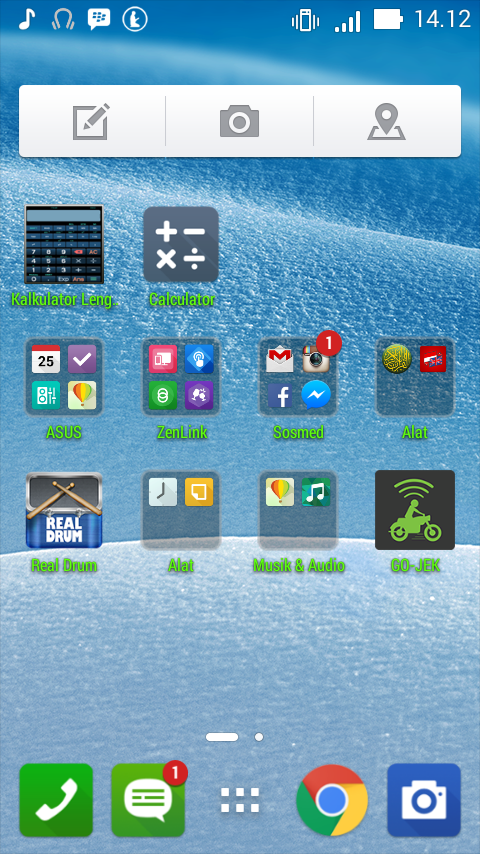 14.12
Kalkulator Leng..
Calculator
25
1
ASUS
ZenLink
Sosmed
Alat
REAL
DRUM
Real Drum
Alat
Musik & Audio
GO-JEK
1